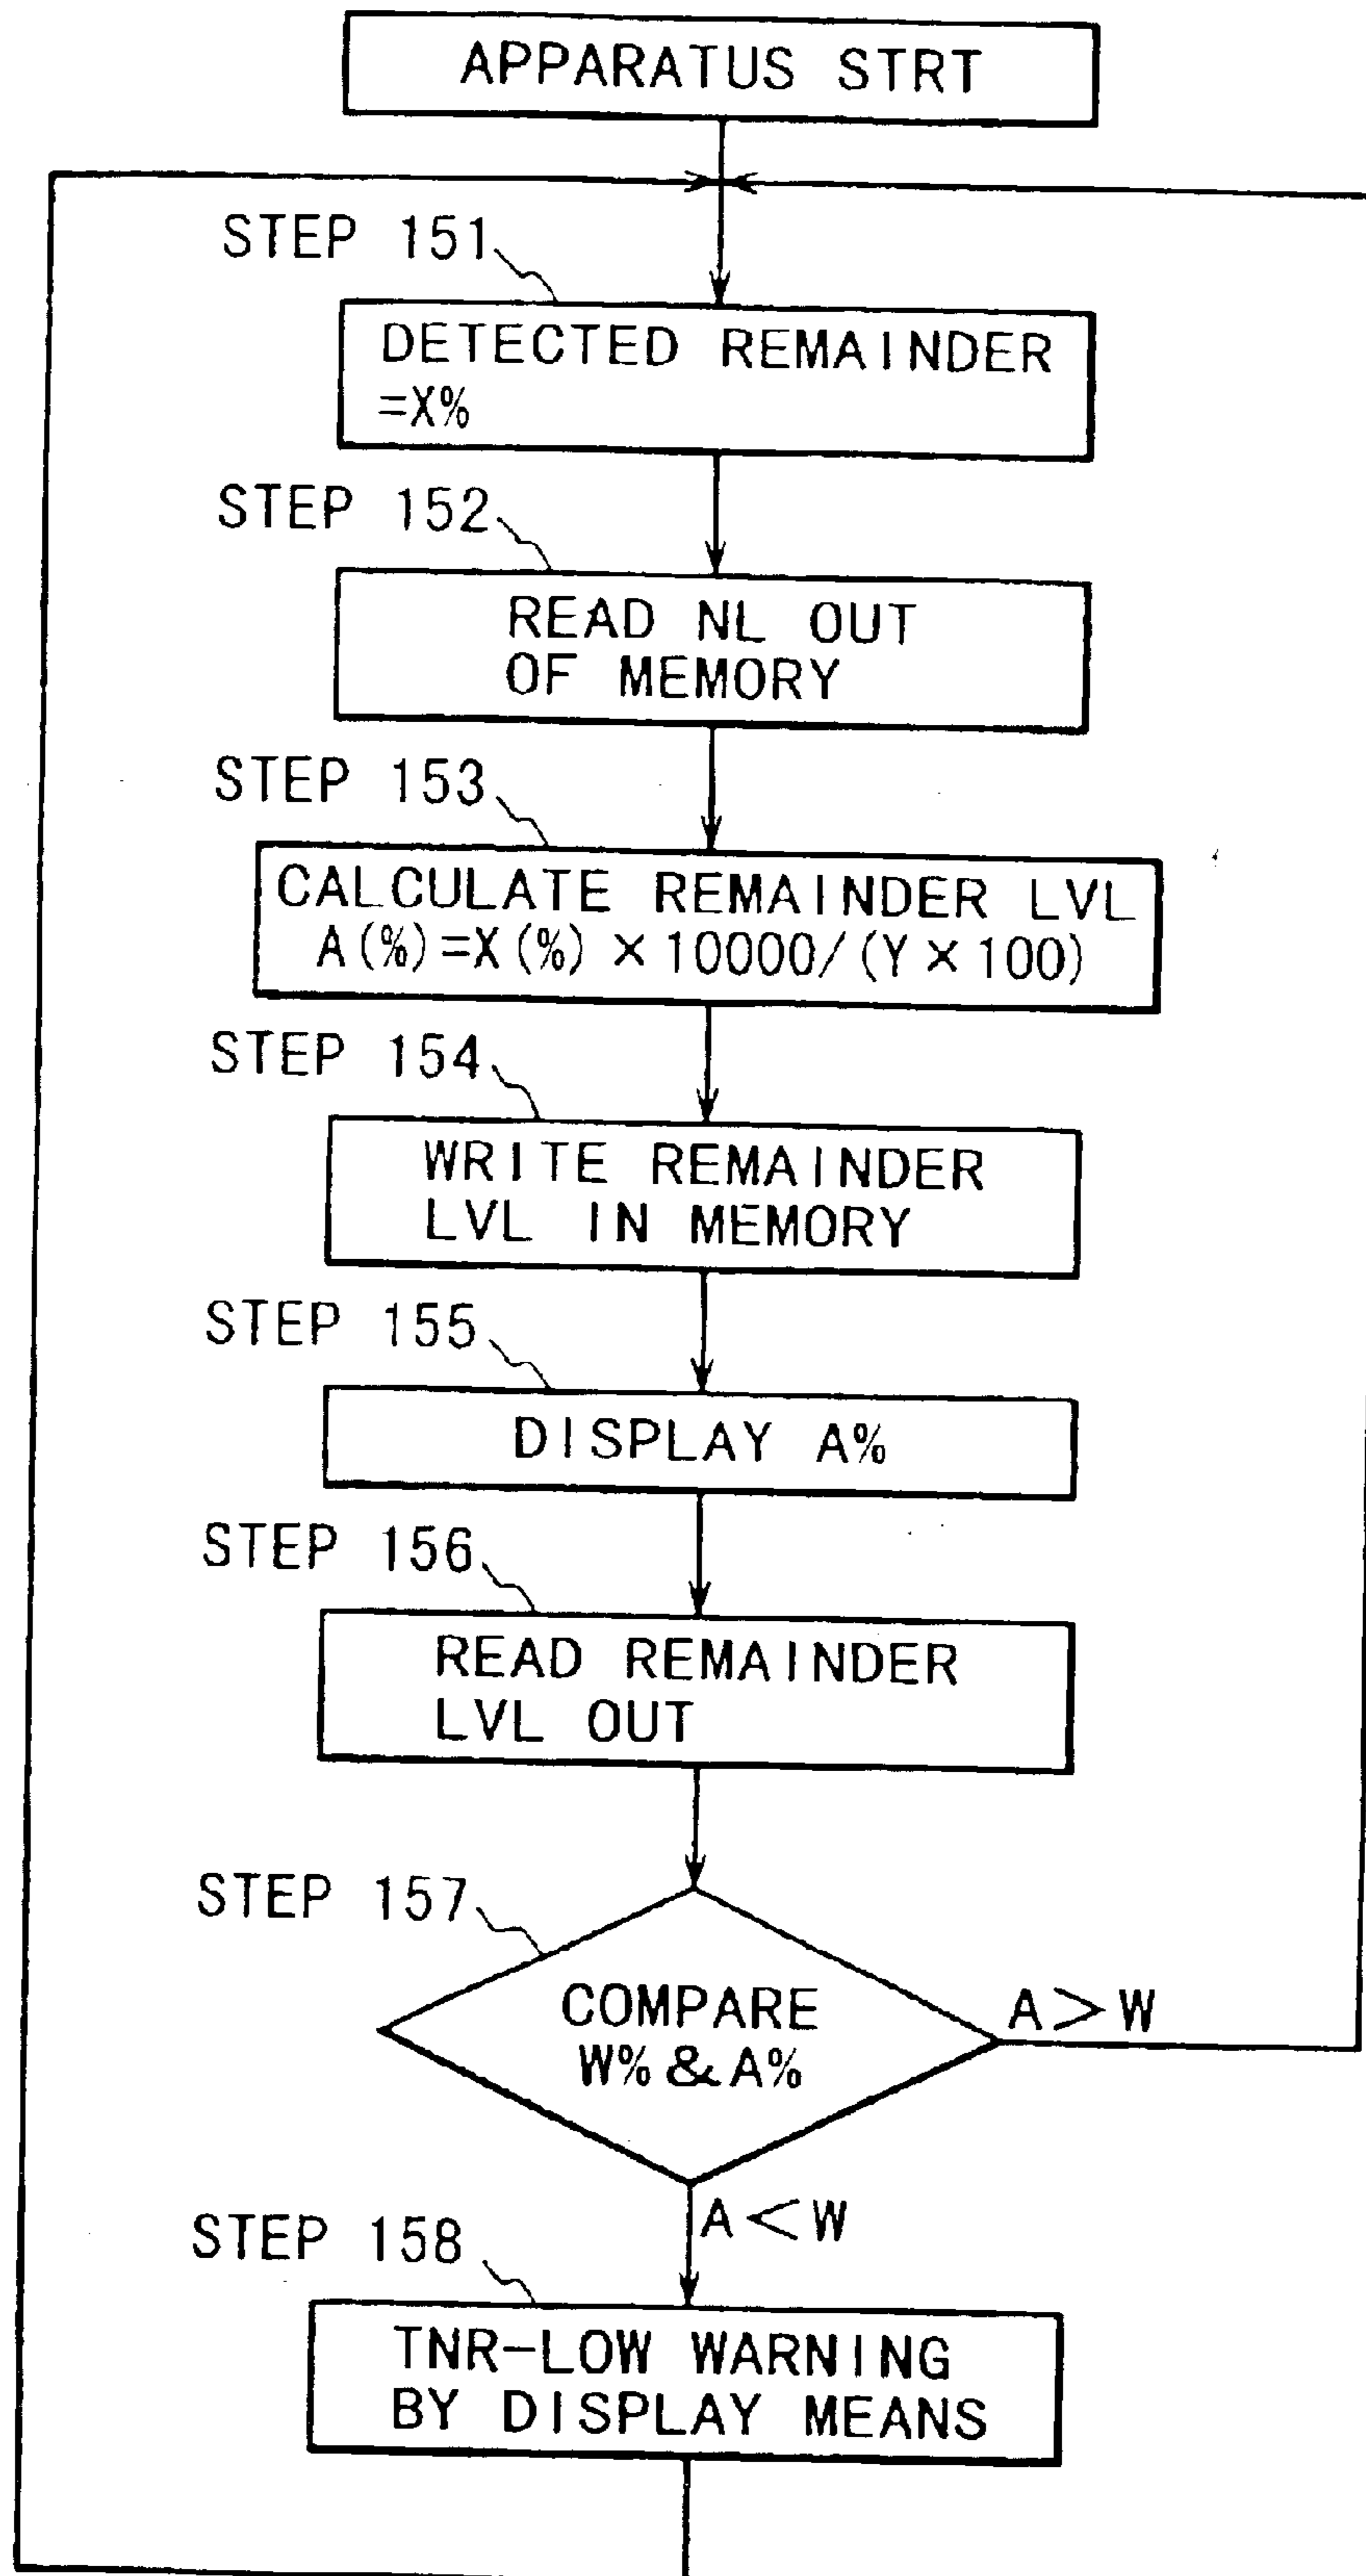 APPARATUS STRT
STEP 151
DETECTED REMAINDER
=X%
STEP 152
READ NL OUT
OF MEMORY
STEP 153
CALCULATE REMAINDER LVL
A(%)=X(%)×10000/(Y×100)
STEP 154
WRITE REMAINDER
LVL IN MEMORY
STEP 155
DISPLAY A%
STEP 156
READ REMAINDER
LVL OUT
STEP 157
COMPARE
W%&A%
A>W
A<W
STEP 158
TNR-LOW WARNING
BY DISPLAY MEANS